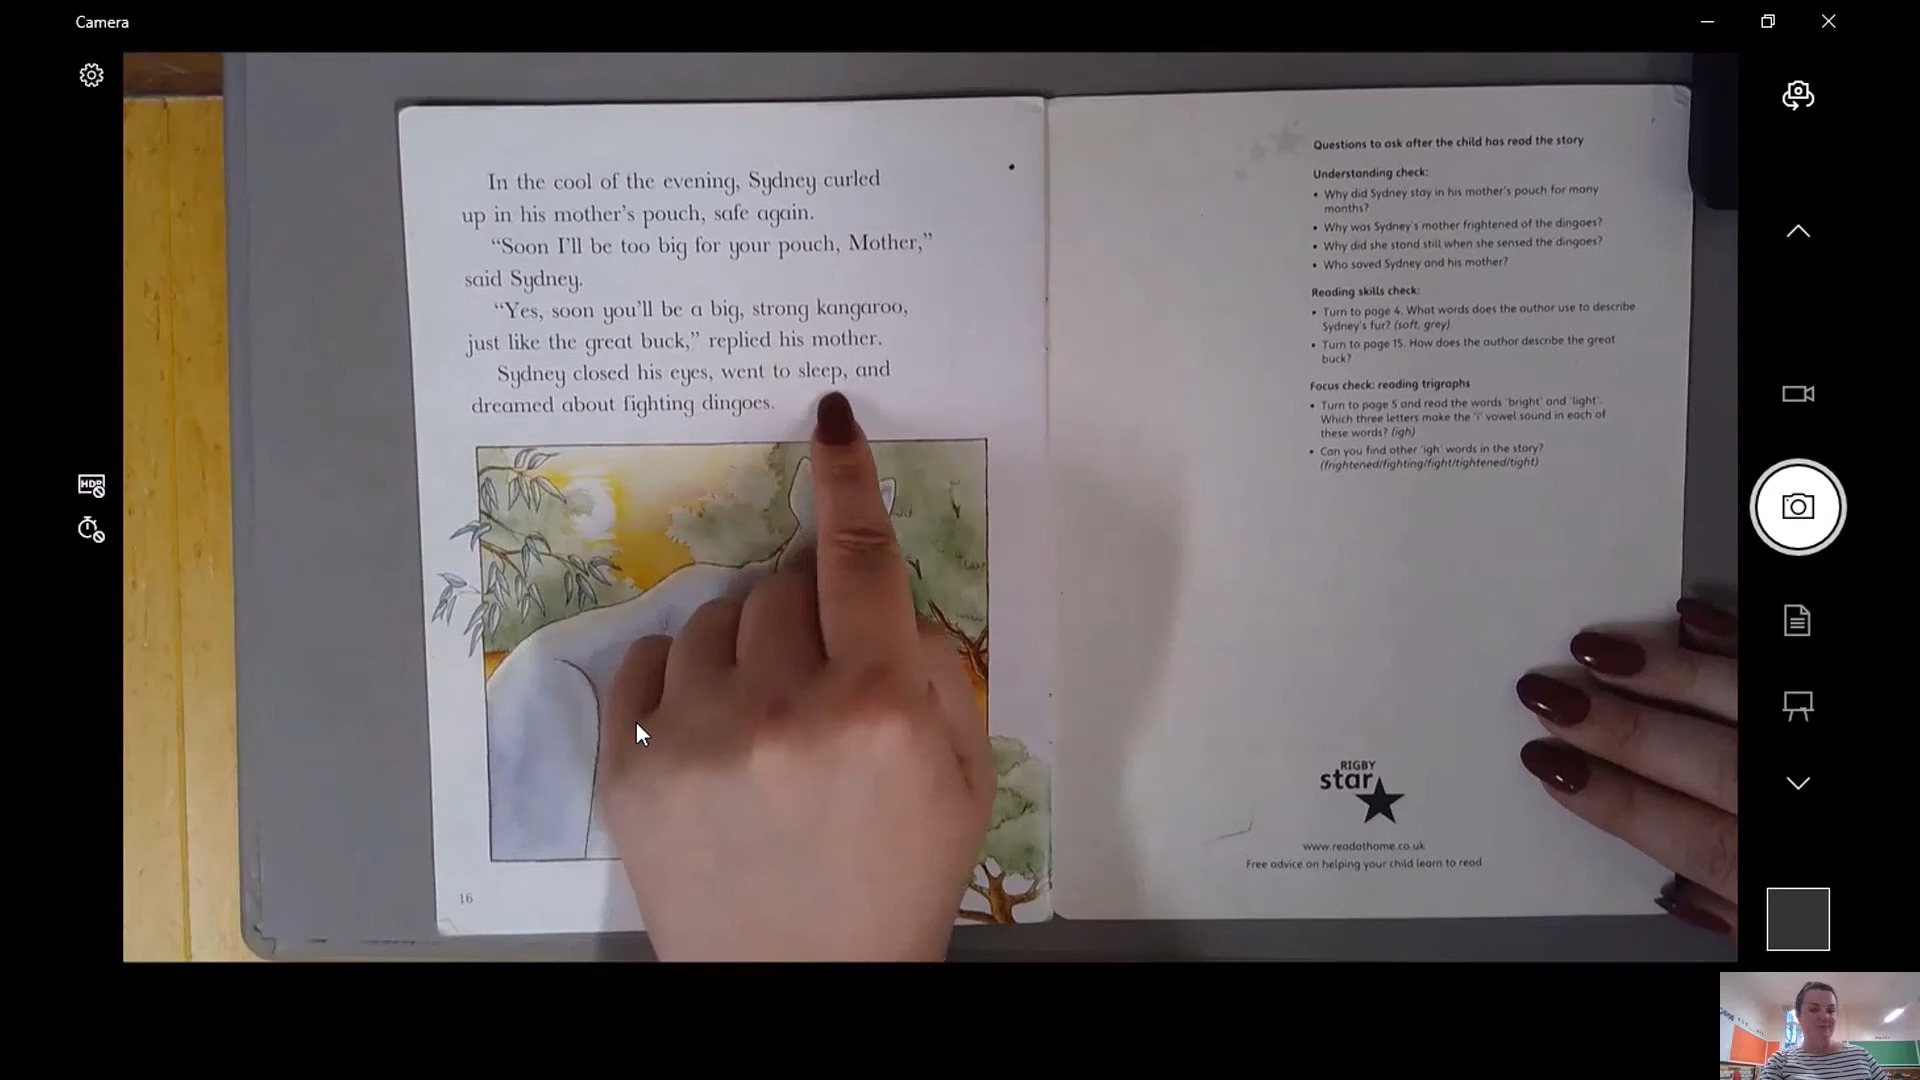 Camera
In the cool of the evening, Sydney curled
up in his mother's pouch, safe again.
"Soon I'll be too big for your pouch, Mother,"
said Sydney.
"Yes, soon you'll be a big, strong kangaroo,
just like the great buck," replied his mother.
Sydney closed his eyes, went to sleep, and
dreamed about fighting dingoes.
16
Questions to ask after the child has read the story
Understanding check:
• Why did Sydney stay in his mother's pouch for many
months?
• Why was Sydney's mother frightened of the dingoes?
• Why did she stand still when she sensed the dingoes?
• Who saved Sydney and his mother?
Reading skills check:
• Turn to page 4. What words does the author use to describe
Sydney's fur? (soft, grey)
• Turn to page 15. How does the author describe the great
buck?
Focus check: reading trigraphs
• Turn to page 5 and read the words 'bright' and 'light'.
Which three letters make the 'i' vowel sound in each of
these words? (igh)
• Can you find other 'igh' words in the story?
(frightened/fighting/fight/tightened/tight)
RIGBY
star
www.readathome.co.uk
Free advice on helping your child learn to read
HDR